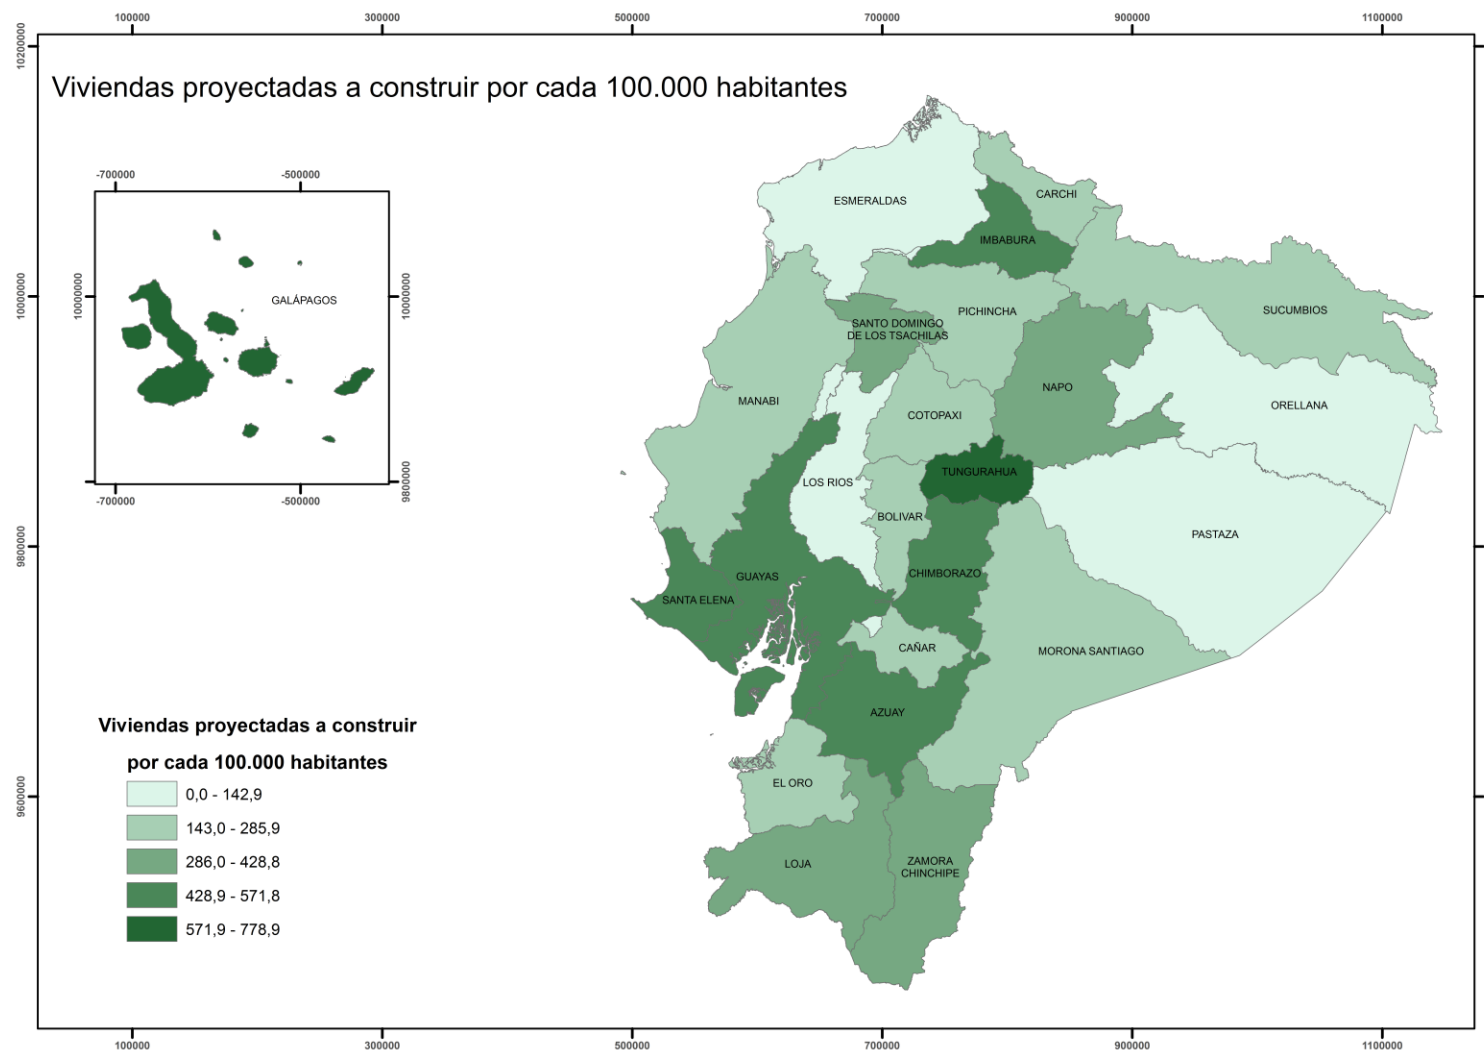 100000
300000
500000
700000
900000
1100000
10200000
Viviendas proyectadas a construir por cada 100.000 habitantes
-700000
-500000
ESMERALDAS
CARCHI
IMBABURA
GALÁPAGOS
10000000
10000000
10000000
10000000
PICHINCHA
SUCUMBIOS
SANTO DOMINGO
DE LOS TSACHILAS
NAPO
MANABI
COTOPAXI
ORELLANA
TUNGURAHUA
LOS RIOS
9800000
-700000
-500000
BOLIVAR
PASTAZA
9800000
9800000
CHIMBORAZO
GUAYAS
SANTA ELENA
CAÑAR
MORONA SANTIAGO
AZUAY
Viviendas proyectadas a construir
por cada 100.000 habitantes
EL ORO
9600000
0,0 - 142,9
143,0 - 285,9
286,0 - 428,8
428,9 - 571,8
571,9 - 778,9
LOJA
ZAMORA
CHINCHIPE
100000
300000
500000
700000
900000
1100000